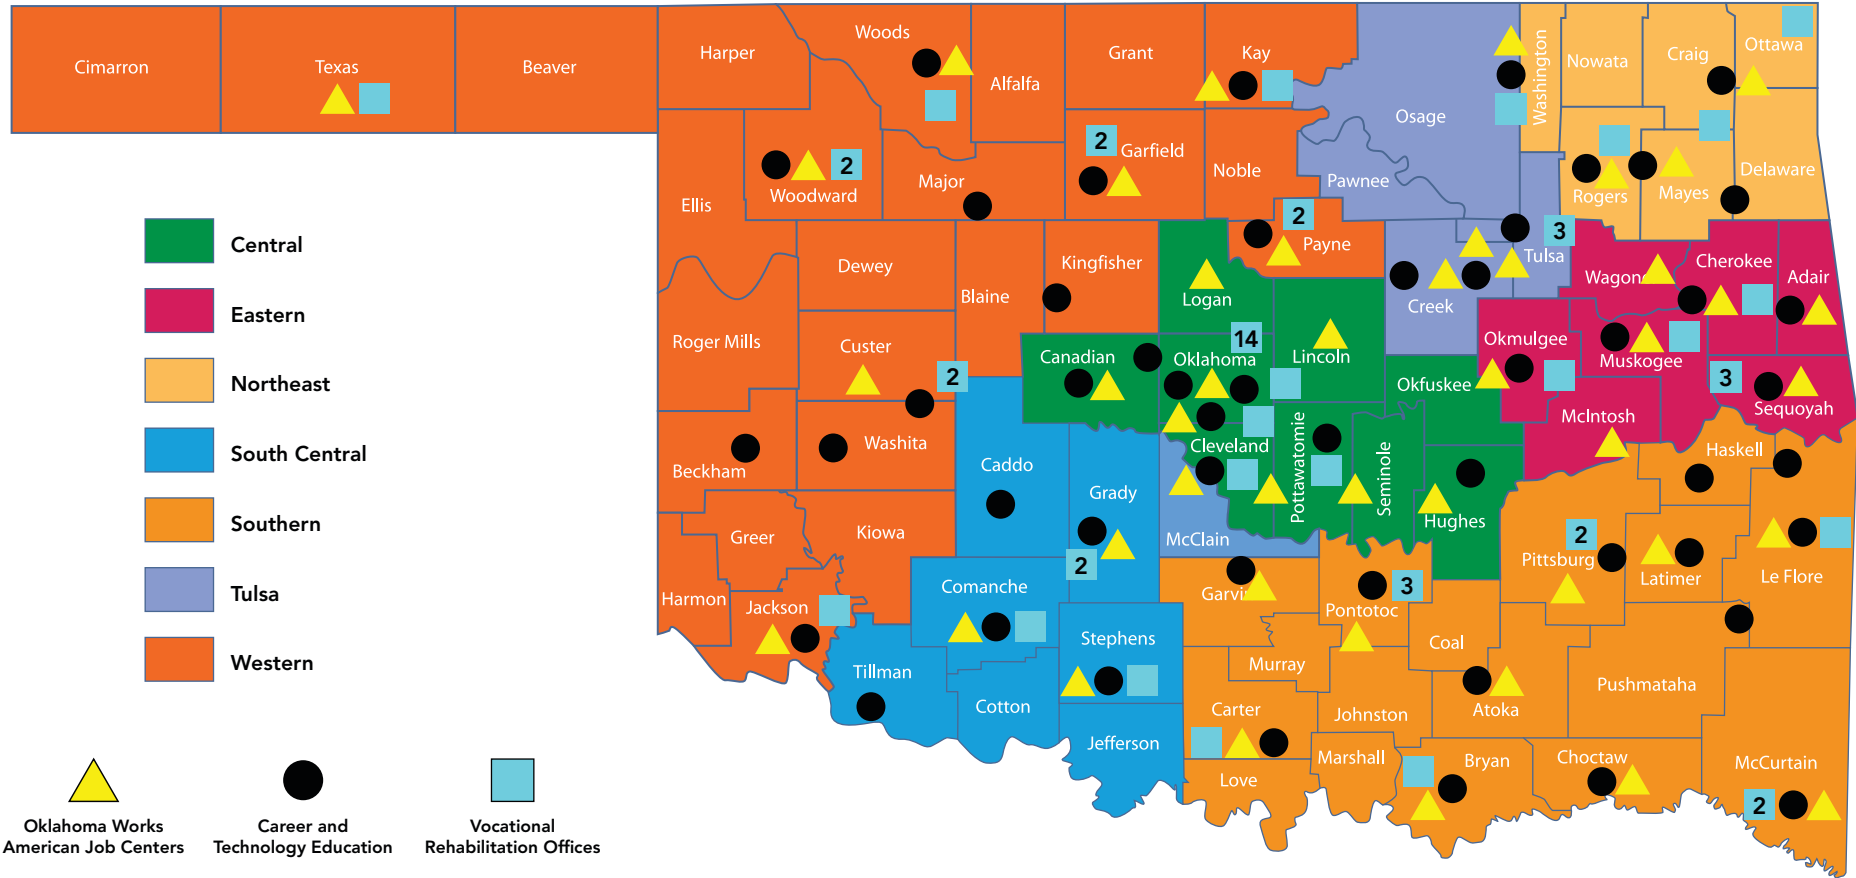 Cimarron
Texas
Beaver
Harper
Woods
Alfalfa
Grant
Kay
Osage
Washington
Nowata
Craig
Ottawa
Ellis
Woodward
2
Major
2
Garfield
Noble
Pawnee
Rogers
Mayes
Delaware
Dewey
Blaine
Kingfisher
Logan
2
Payne
Creek
3
Tulsa
Wagon
Cherokee
Adair
Roger Mills
Custer
2
Canadian
14
Oklahoma
Lincoln
Okfuskee
Okmulgee
Muskogee
3
Sequoyah
McIntosh
Beckham
Washita
Caddo
Grady
2
Cleveland
Pottawatomie
Seminole
Hughes
McClain
Haskell
Greer
Kiowa
Harmon
Jackson
Comanche
Stephens
Tillman
Cotton
Jefferson
Garvi
Pontotoc
3
2
Pittsburg
Latimer
Le Flore
Coal
Murray
Carter
Johnston
Atoka
Pushmataha
Love
Marshall
Bryan
Choctaw
McCurtain
2
Central
Eastern
Northeast
South Central
Southern
Tulsa
Western
Oklahoma Works
American Job Centers
Career and
Technology Education
Vocational
Rehabilitation Offices